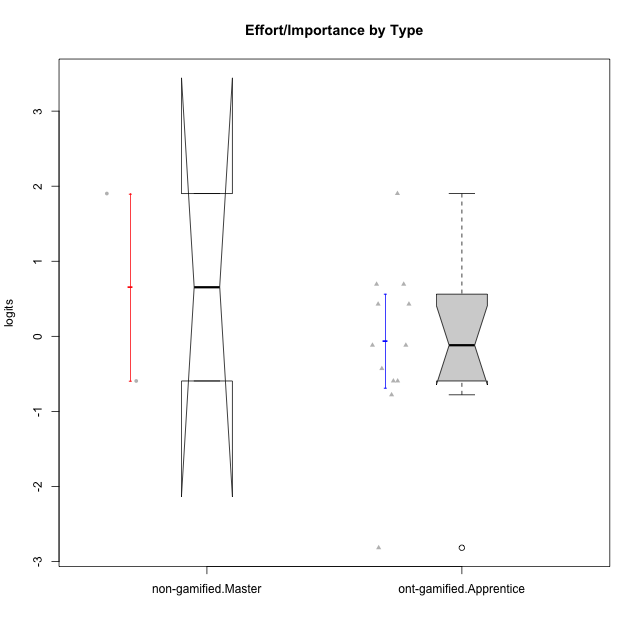 Effort/Importance by Type
logits
3
2
1
0
-1
-2
-3
non-gamified.Master
ont-gamified.Apprentice